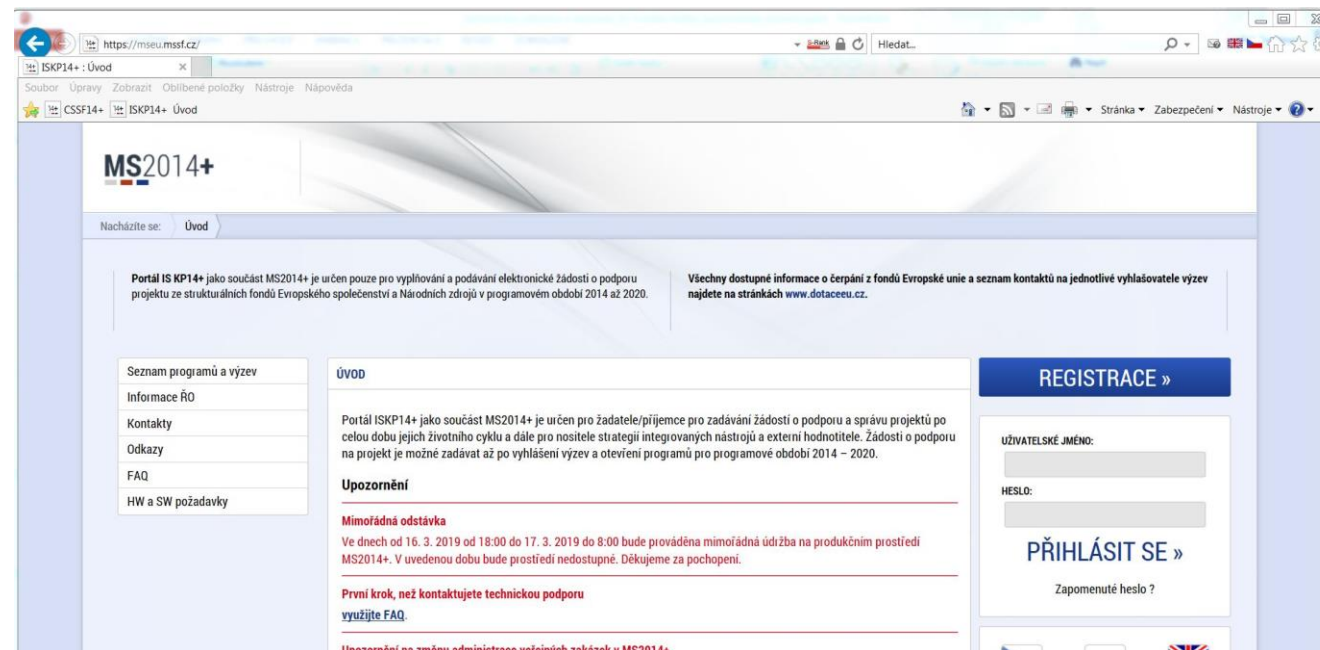 https://mseu.mssf.cz/
S-Rank
Hledat...
ISKP14+ : Úvod
Soubor Úpravy Zobrazit Oblíbené položky Nástroje Nápověda
CSSF14+ ISKP14+ Úvod
Stránka Zabezpečení Nástroje
MS2014+
Nacházíte se: Úvod
Portál IS KP14+ jako součást MS2014+ je určen pouze pro vyplňování a podávání elektronické žádosti o podporu
projektu ze strukturálních fondů Evropského společenství a Národních zdrojů v programovém období 2014 až 2020.
Všechny dostupné informace o čerpání z fondů Evropské unie a seznam kontaktů na jednotlivé vyhlašovatele výzev
najdete na stránkách www.dotaceeu.cz.
Seznam programů a výzev
Informace ŘO
Kontakty
Odkazy
FAQ
HW a SW požadavky
ÚVOD
Portál ISKP14+ jako součást MS2014+ je určen pro žadatele/příjemce pro zadávání žádostí o podporu a správu projektů po
celou dobu jejich životního cyklu a dále pro nositele strategií integrovaných nástrojů a externí hodnotitele. Žádosti o podporu
na projekt je možné zadávat až po vyhlášení výzev a otevření programů pro programové období 2014 – 2020.
Upozornění
Mimořádná odstávka
Ve dnech od 16. 3. 2019 od 18:00 do 17. 3. 2019 do 8:00 bude prováděna mimořádná údržba na produkčním prostředí
MS2014+. V uvedenou dobu bude prostředí nedostupné. Děkujeme za pochopení.
První krok, než kontaktujete technickou podporu
využijte FAQ.
Upozornění na změnu administrace veřejných zakázek v MS2014+
REGISTRACE »
UŽIVATELSKÉ JMÉNO:
HESLO:
PŘIHLÁSIT SE »
Zapomenuté heslo ?